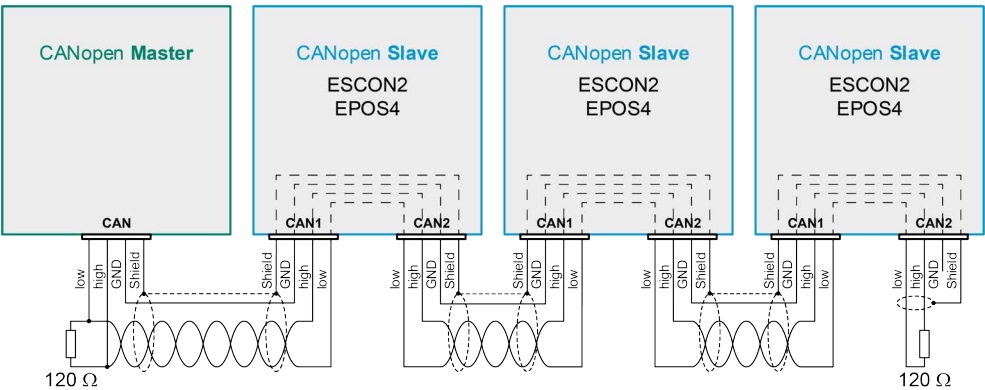 CANopen Master
CANopen Slave
ESCON2
EPOS4
CANopen Slave
ESCON2
EPOS4
CANopen Slave
ESCON2
EPOS4
CAN
CAN1
CAN2
CAN1
CAN2
CAN1
CAN2
low
high
GND
Shield
Shield
GND
high
low
low
high
GND
Shield
Shield
GND
high
low
low
high
GND
Shield
Shield
GND
high
low
low
high
GND
Shield
120 Ω
120 Ω